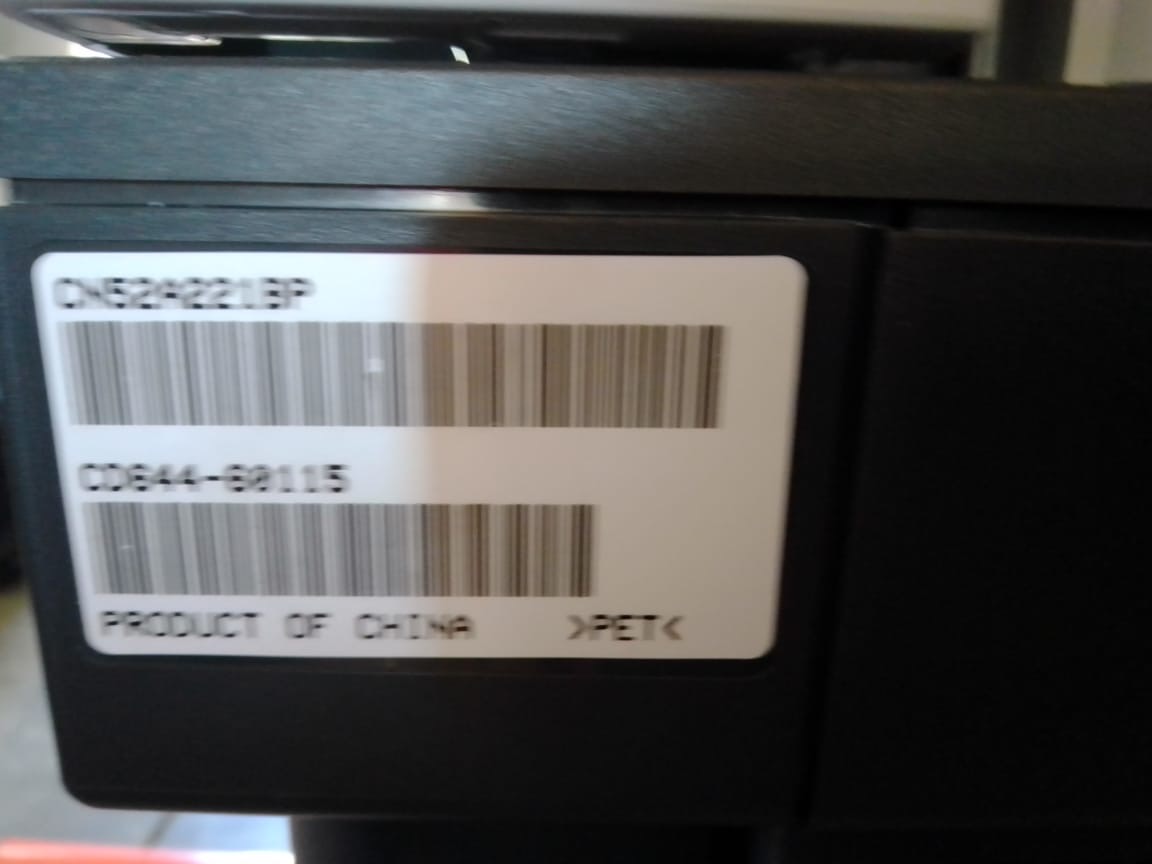 CN52A221BP
CD644-60115
PRODUCT OF CHINA >PET<